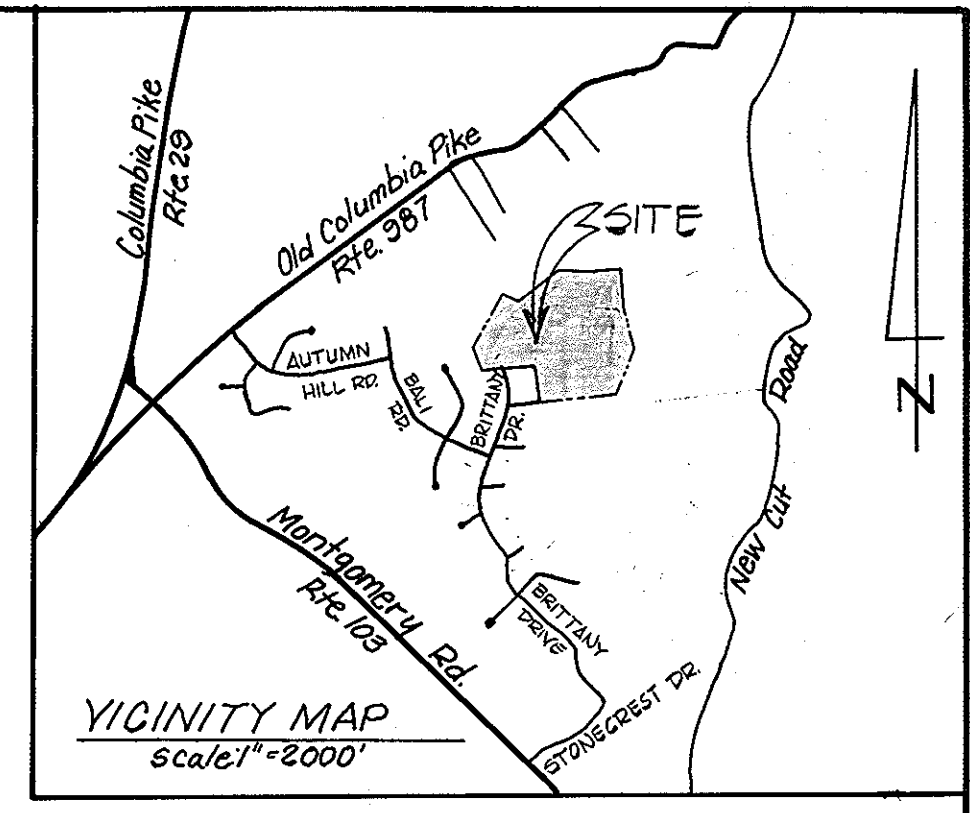 Columbia Pike
Rte. 29
Old Columbia Pike
Rte. 987
SITE
AUTUMN
HILL RD.
BALI
RD.
BRITTANY
DR.
Road
New Cut
N
Montgomery Rd.
Rte. 103
BRITTANY
DRIVE
STONECREST DR.
VICINITY MAP
scale: 1" = 2000'